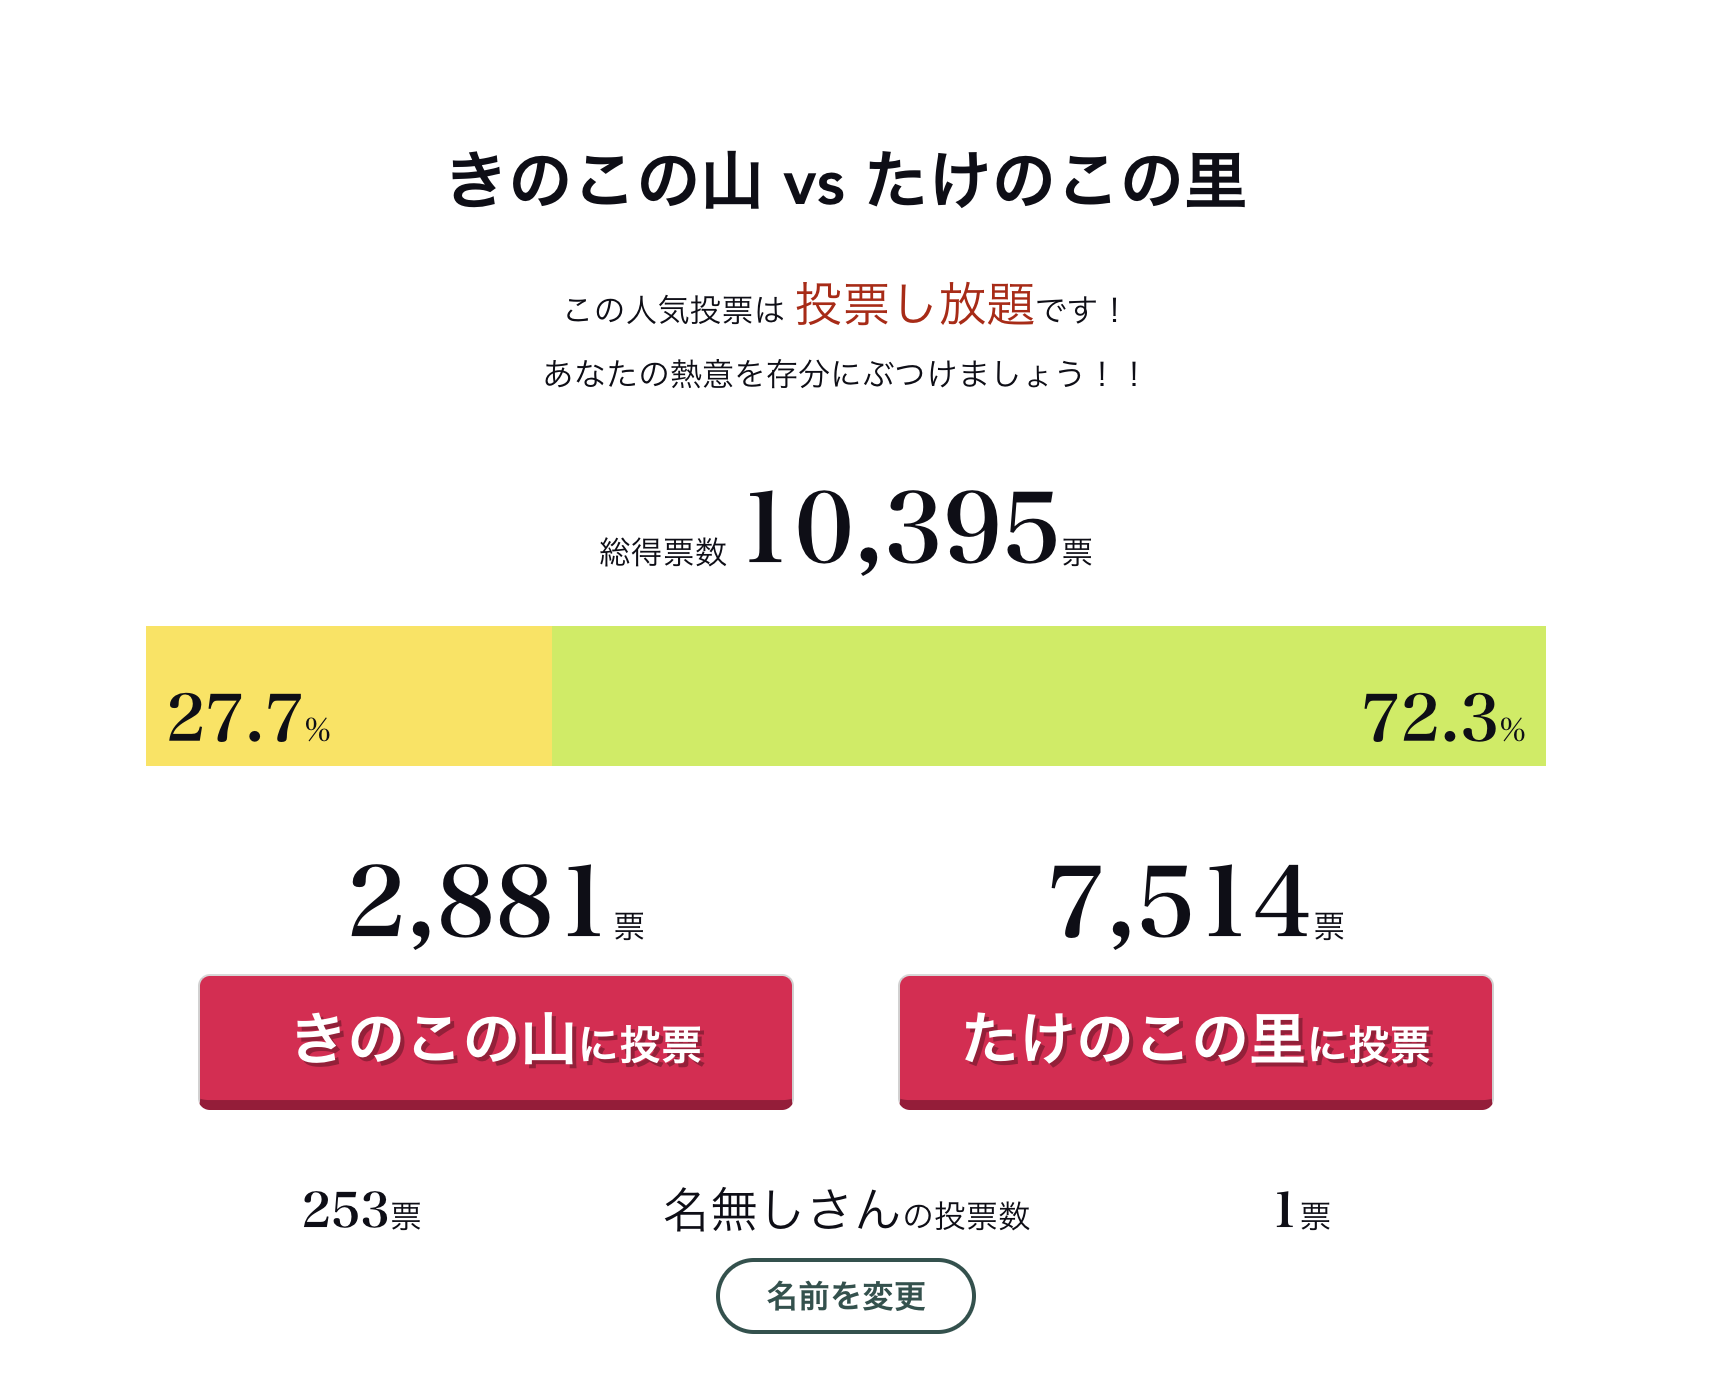 きのこの山 vs たけのこの里
この人気投票は 投票し放題です！
あなたの熱意を存分にぶつけましょう！！
総得票数 10,395票
27.7% 72.3%
2,881票 7,514票
きのこの山に投票 たけのこの里に投票
253票 名無しさんの投票数 1票
名前を変更